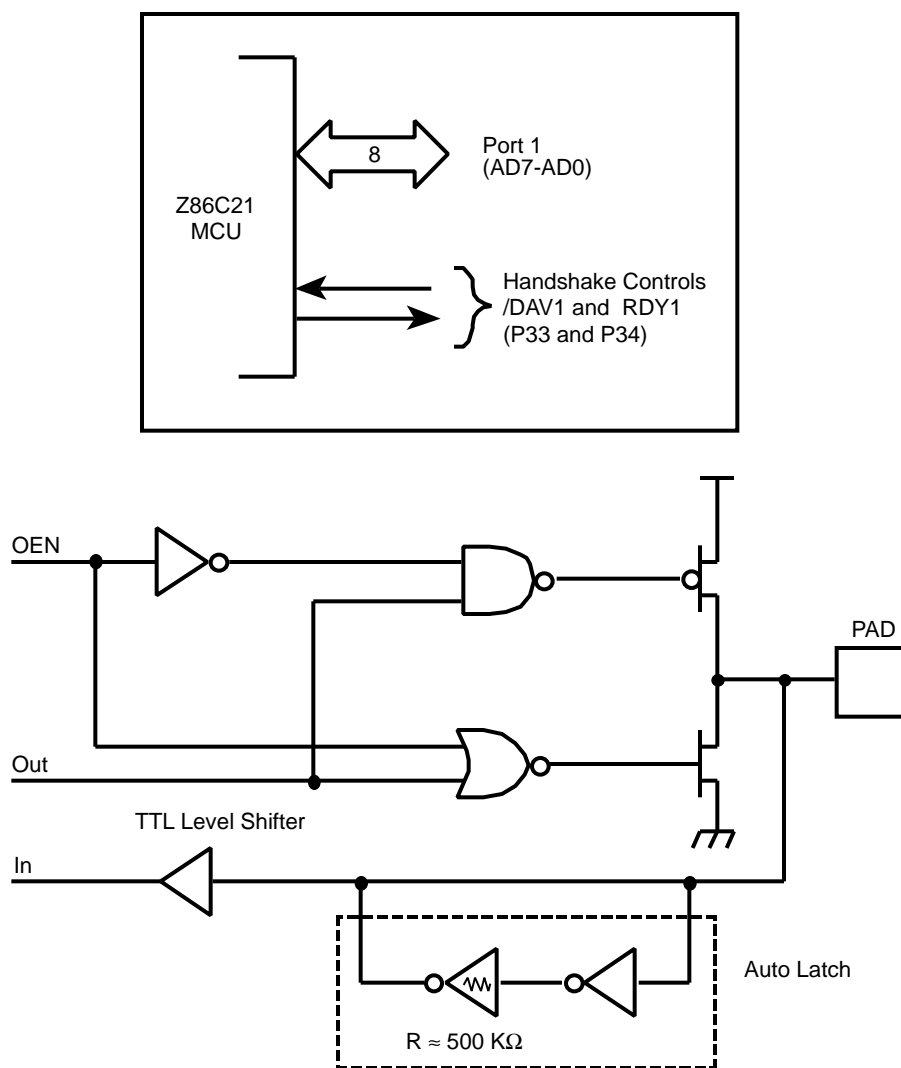 8
Port 1
(AD7-AD0)
Z86C21
MCU
Handshake Controls
/DAV1 and RDY1
(P33 and P34)
OEN
PAD
Out
TTL Level Shifter
In
Auto Latch
R ≈ 500 KΩ